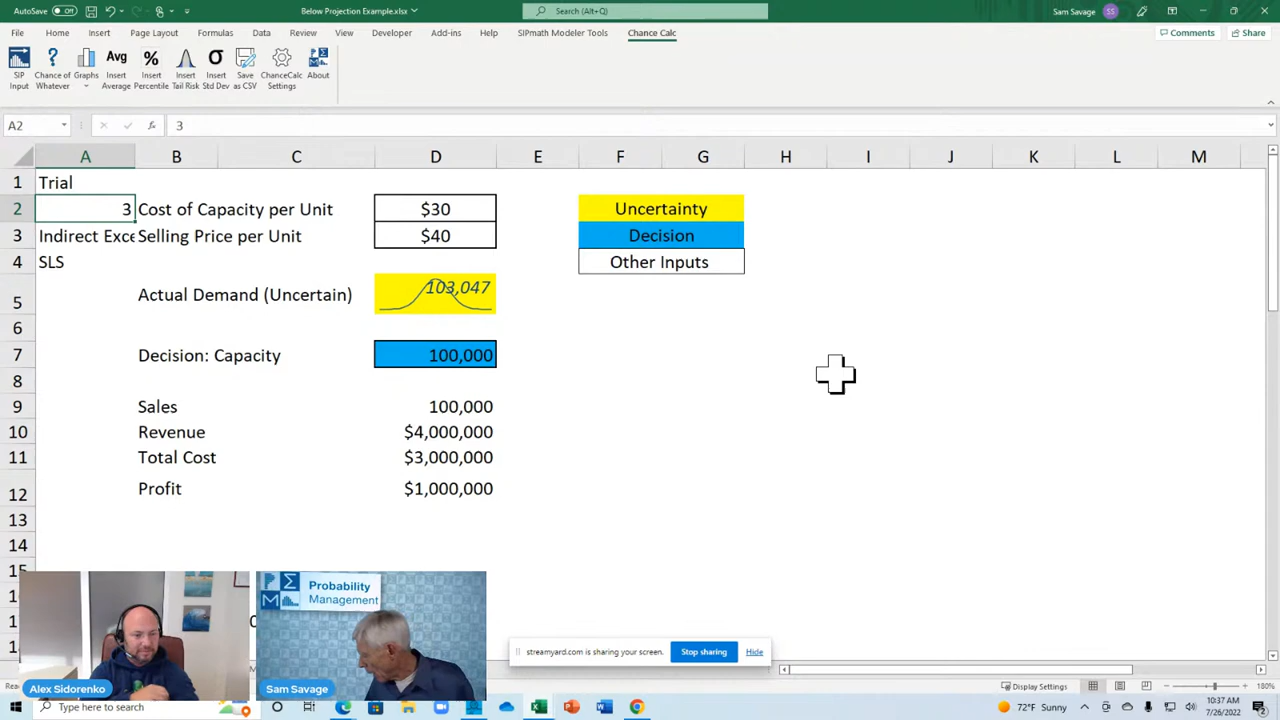 AutoSave Off
Below Projection Example.xlsx
Search (Alt+Q)
Sam Savage SS
File Home Insert Page Layout Formulas Data Review View Developer Add-ins Help SIPmath Modeler Tools Chance Calc
Comments Share
SIP Input
Chance of Whatever
Graphs
Avg Insert Average
% Insert Percentile
Insert Tail Risk
σ Insert Std Dev
Save as CSV
ChanceCalc Settings
About
A2 fx 3
A B C D E F G H I J K L M
1 Trial
2 3 Cost of Capacity per Unit $30 Uncertainty
3 Indirect Exce Selling Price per Unit $40 Decision
4 SLS Other Inputs
5 Actual Demand (Uncertain) 103,047
6
7 Decision: Capacity 100,000
8
9 Sales 100,000
10 Revenue $4,000,000
11 Total Cost $3,000,000
12 Profit $1,000,000
13
14
15
Probability
Management
Alex Sidorenko
Sam Savage
streamyard.com is sharing your screen. Stop sharing Hide
Display Settings 180%
Type here to search
72°F Sunny
10:37 AM
7/26/2022
2